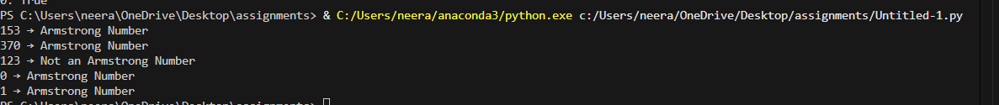 0: True
PS C:\Users\neera\OneDrive\Desktop\assignments> & C:/Users/neera/anaconda3/python.exe c:/Users/neera/OneDrive/Desktop/assignments/Untitled-1.py
153 → Armstrong Number
370 → Armstrong Number
123 → Not an Armstrong Number
0 → Armstrong Number
1 → Armstrong Number
PS C:\Users\neera\OneDrive\Desktop\assignments>